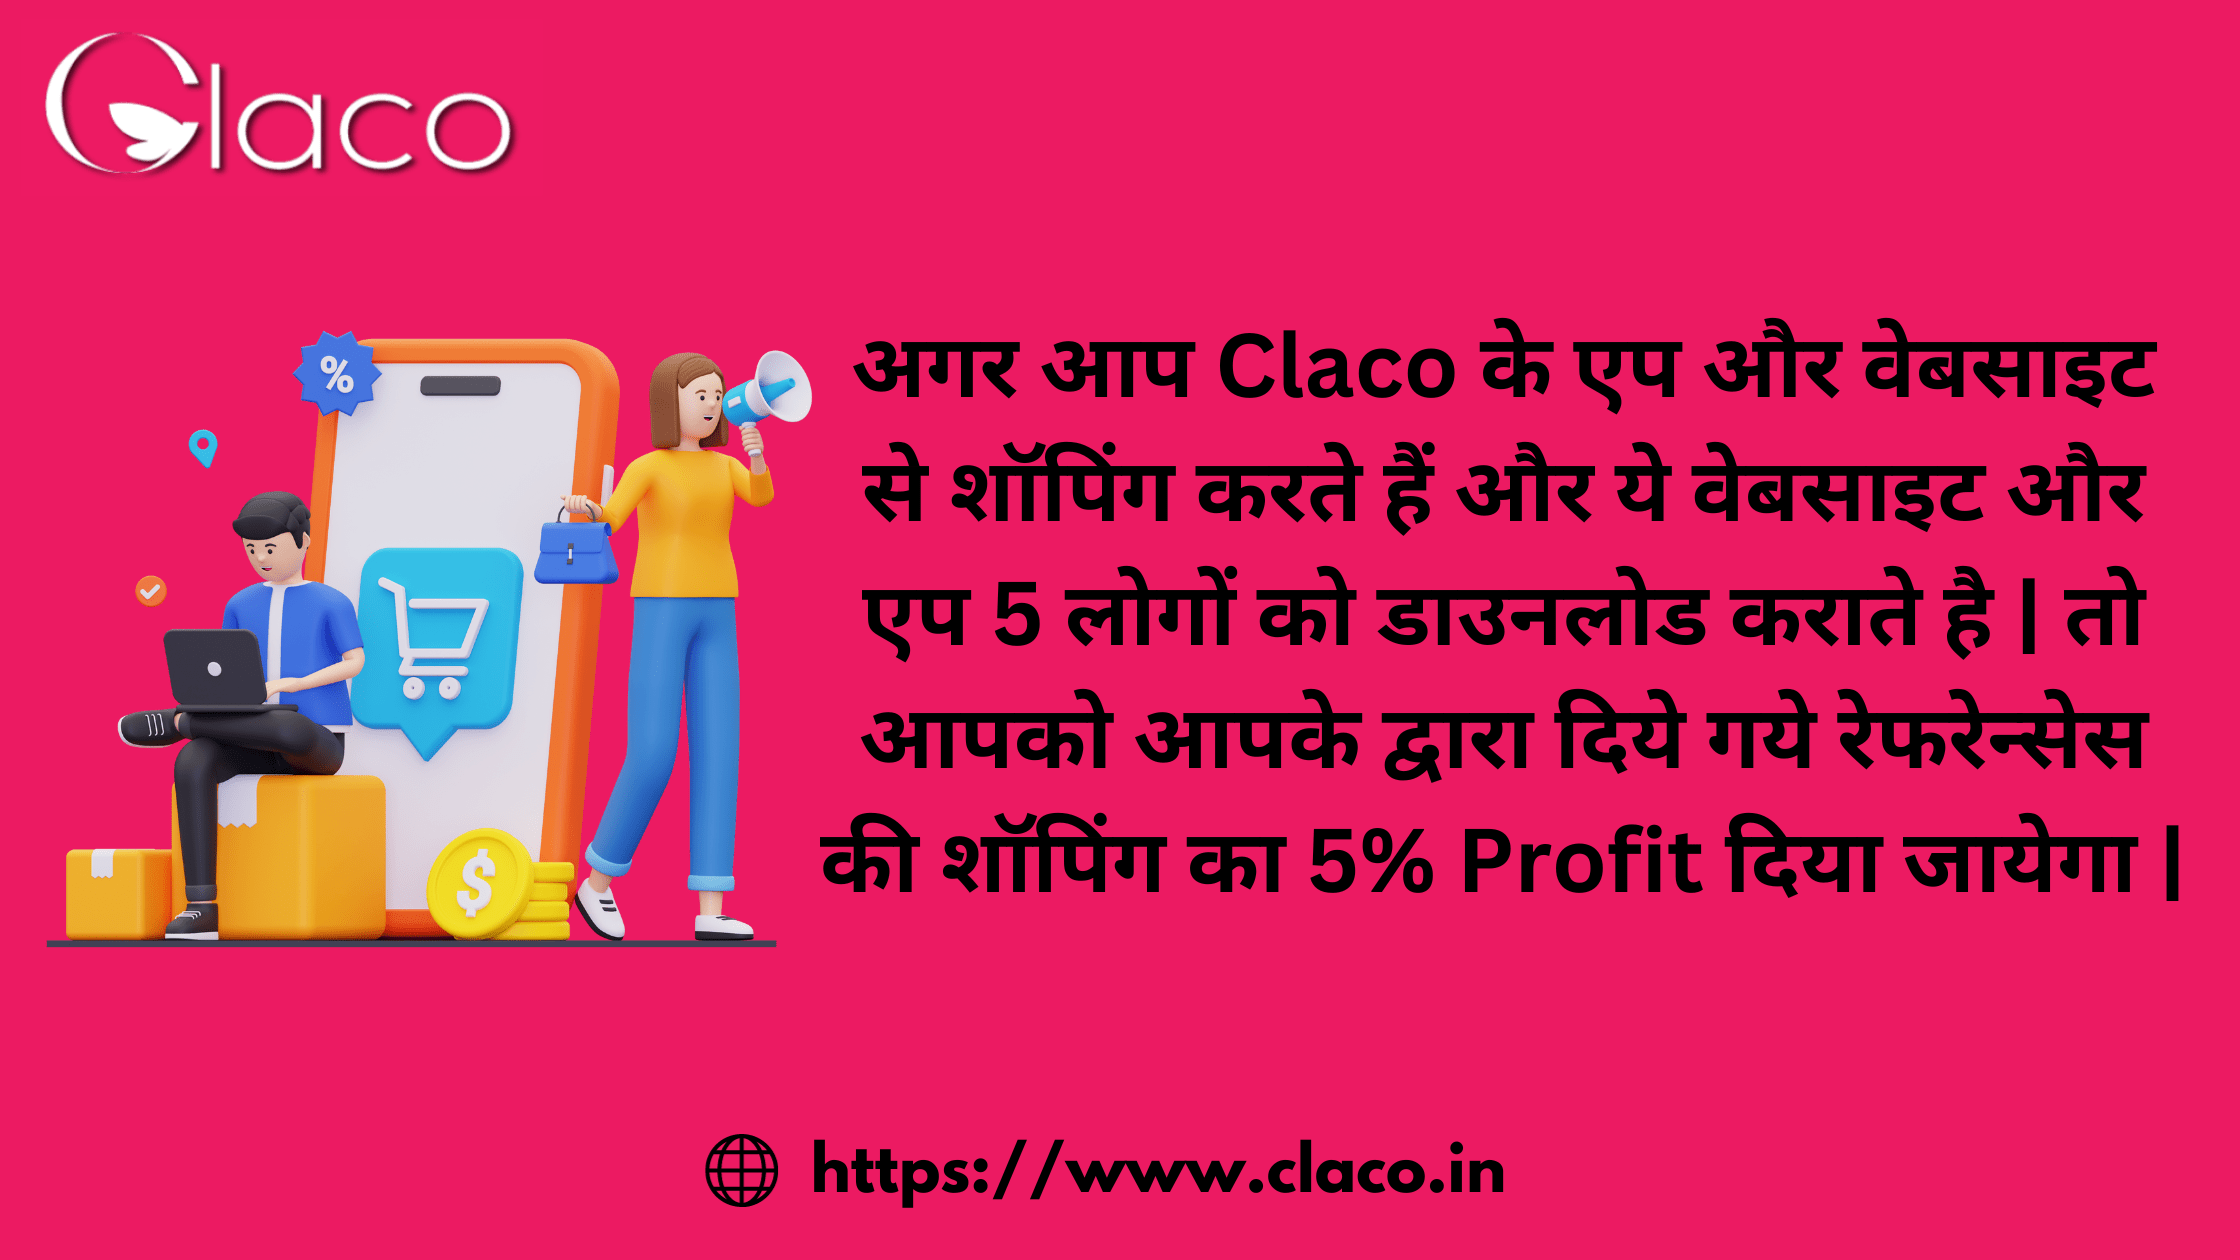 Claco
%
अगर आप Claco के एप और वेबसाइट
से शॉपिंग करते हैं और ये वेबसाइट और
एप 5 लोगों को डाउनलोड कराते है | तो
आपको आपके द्वारा दिये गये रेफरेन्सेस
की शॉपिंग का 5% Profit दिया जायेगा |
$
https://www.claco.in